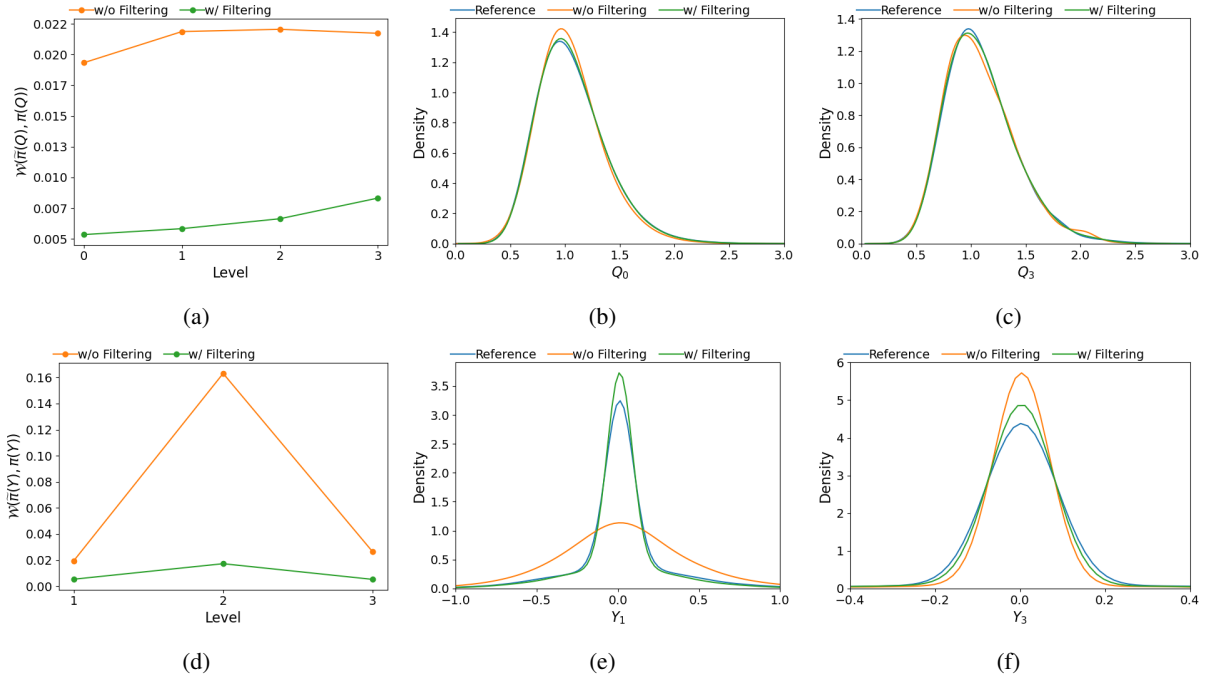 w/o Filtering w/ Filtering
0.022
0.020
0.017
0.015
0.013
0.010
0.007
0.005
𝒲(π̃(Q), π(Q))
0 1 2 3
Level
(a)
Reference w/o Filtering w/ Filtering
1.4
1.2
1.0
0.8
0.6
0.4
0.2
0.0
Density
0.0 0.5 1.0 1.5 2.0 2.5 3.0
Q₀
(b)
Reference w/o Filtering w/ Filtering
1.4
1.2
1.0
0.8
0.6
0.4
0.2
0.0
Density
0.0 0.5 1.0 1.5 2.0 2.5 3.0
Q₃
(c)
w/o Filtering w/ Filtering
0.16
0.14
0.12
0.10
0.08
0.06
0.04
0.02
0.00
𝒲(π̃(Y), π(Y))
1 2 3
Level
(d)
Reference w/o Filtering w/ Filtering
3.5
3.0
2.5
2.0
1.5
1.0
0.5
0.0
Density
−1.0 −0.5 0.0 0.5 1.0
Y₁
(e)
Reference w/o Filtering w/ Filtering
6
5
4
3
2
1
0
Density
−0.4 −0.2 0.0 0.2 0.4
Y₃
(f)